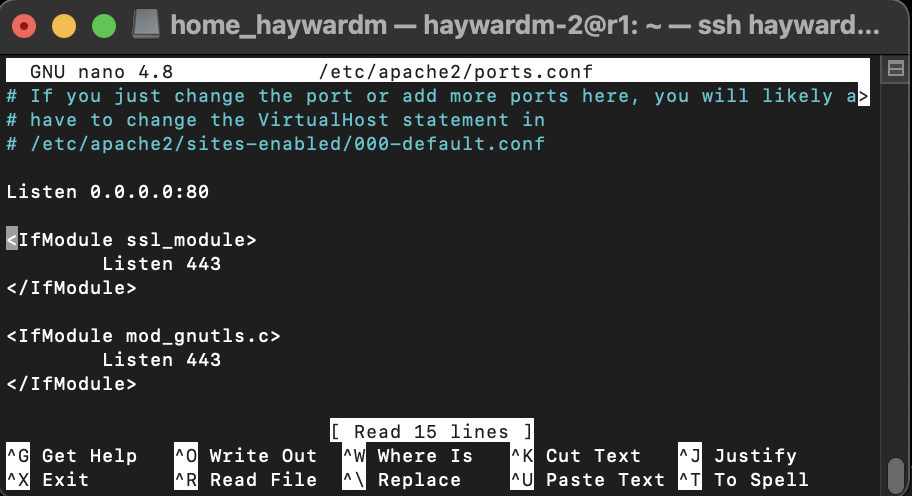 home_haywardm — haywardm-2@r1: ~ — ssh hayward...
GNU nano 4.8 /etc/apache2/ports.conf
# If you just change the port or add more ports here, you will likely a>
# have to change the VirtualHost statement in
# /etc/apache2/sites-enabled/000-default.conf
Listen 0.0.0.0:80
<IfModule ssl_module>
Listen 443
</IfModule>
<IfModule mod_gnutls.c>
Listen 443
</IfModule>
[ Read 15 lines ]
^G Get Help ^O Write Out ^W Where Is ^K Cut Text ^J Justify
^X Exit ^R Read File ^\ Replace ^U Paste Text ^T To Spell